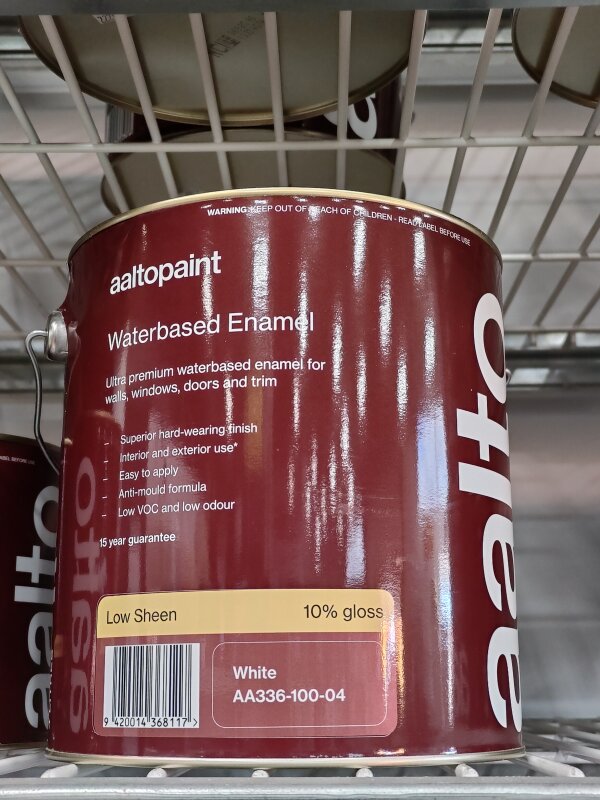 WARNING: KEEP OUT OF REACH OF CHILDREN - READ LABEL BEFORE USE
aaltopaint
Waterbased Enamel
Ultra premium waterbased enamel for
walls, windows, doors and trim
- Superior hard-wearing finish
- Interior and exterior use*
- Easy to apply
- Anti-mould formula
- Low VOC and low odour
15 year guarantee
Low Sheen 10% gloss
9 420014 368117 >
White
AA336-100-04
aalto
aalto